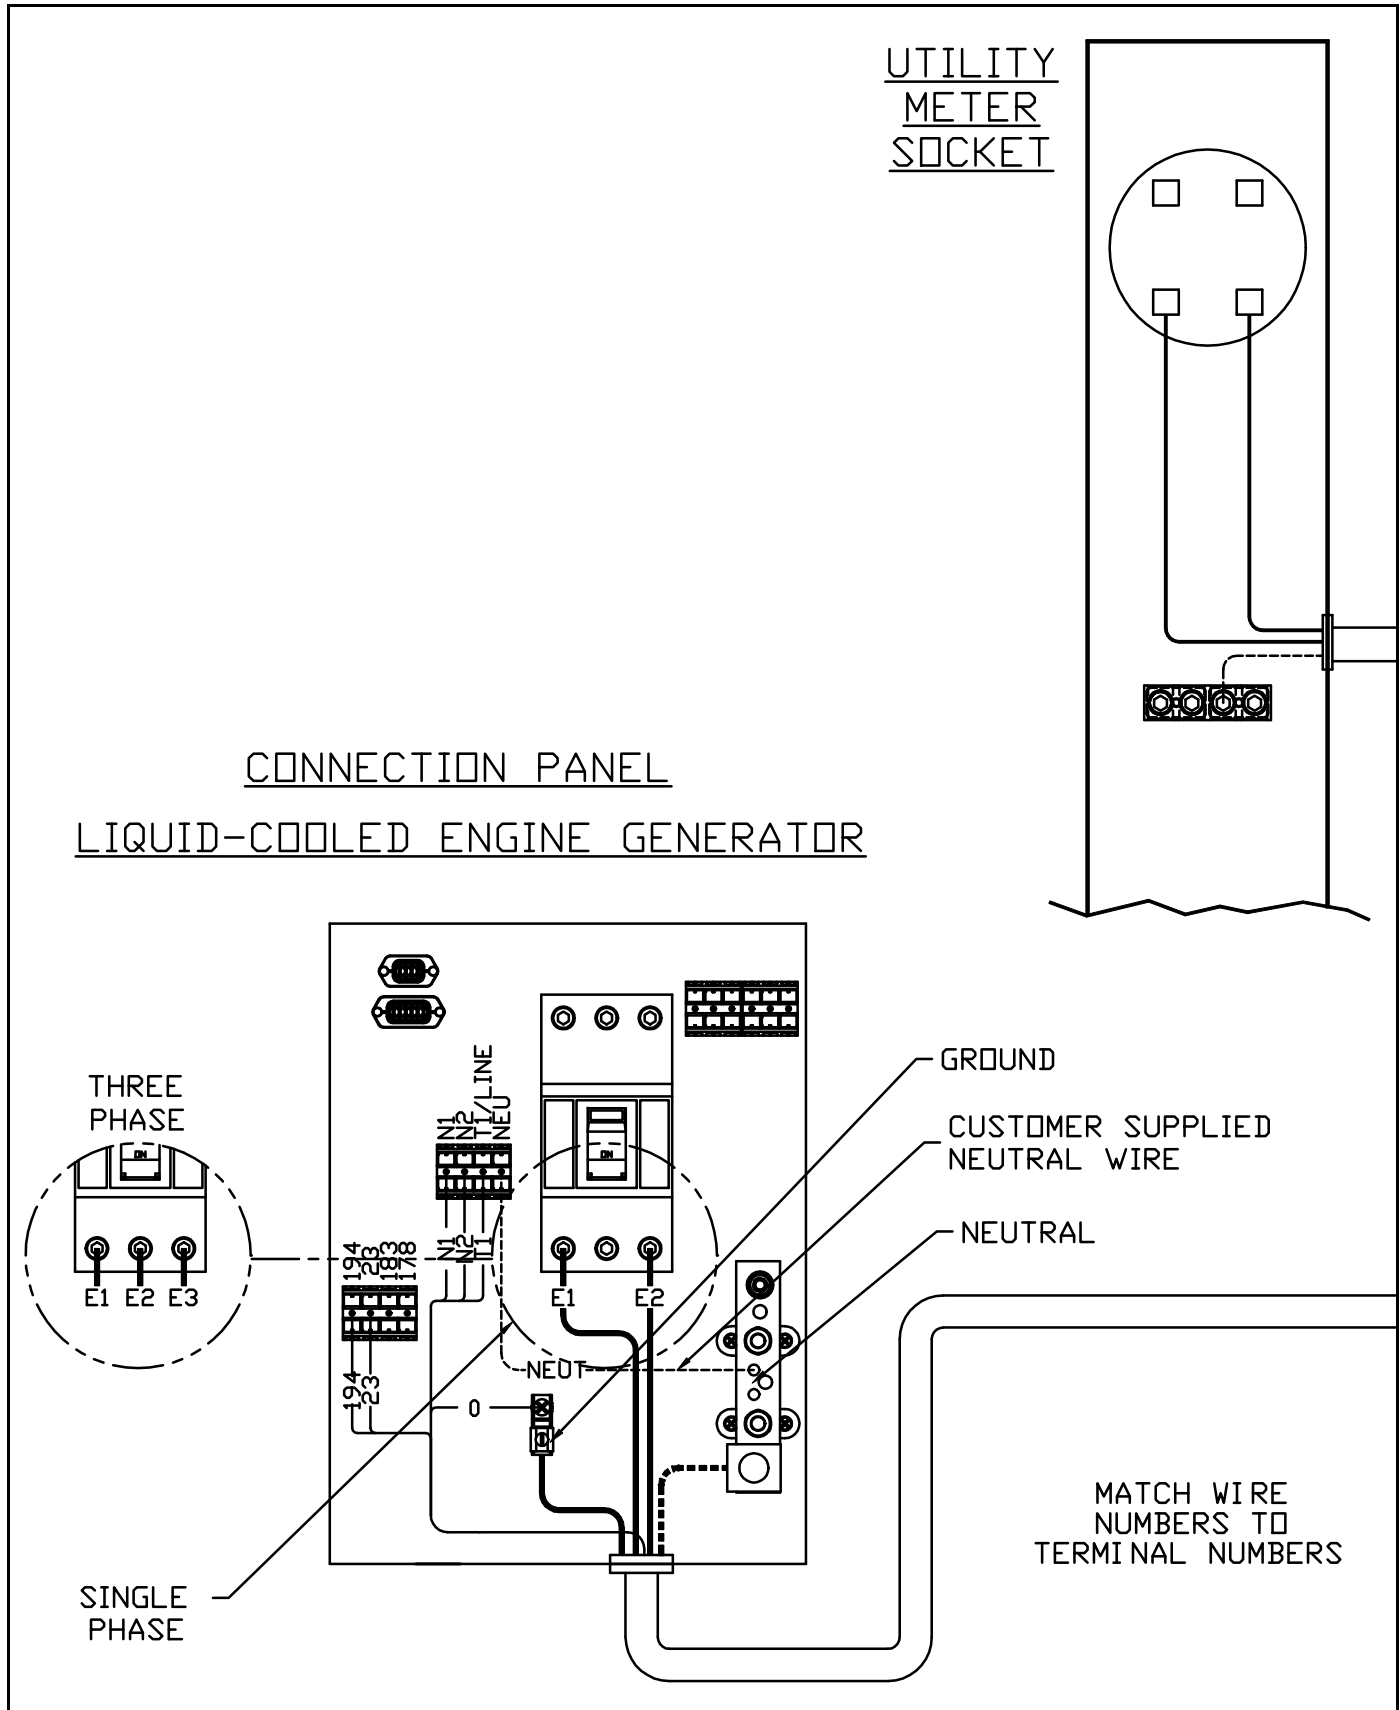 UTILITY
METER
SOCKET
CONNECTION PANEL
LIQUID-COOLED ENGINE GENERATOR
THREE
PHASE
ON
E1 E2 E3
N1
N2
T1/LINE
NEU
ON
GROUND
CUSTOMER SUPPLIED
NEUTRAL WIRE
NEUTRAL
N1
N2
T1
194
23
183
178
E1
E2
NEUT
194
23
0
MATCH WIRE
NUMBERS TO
TERMINAL NUMBERS
SINGLE
PHASE